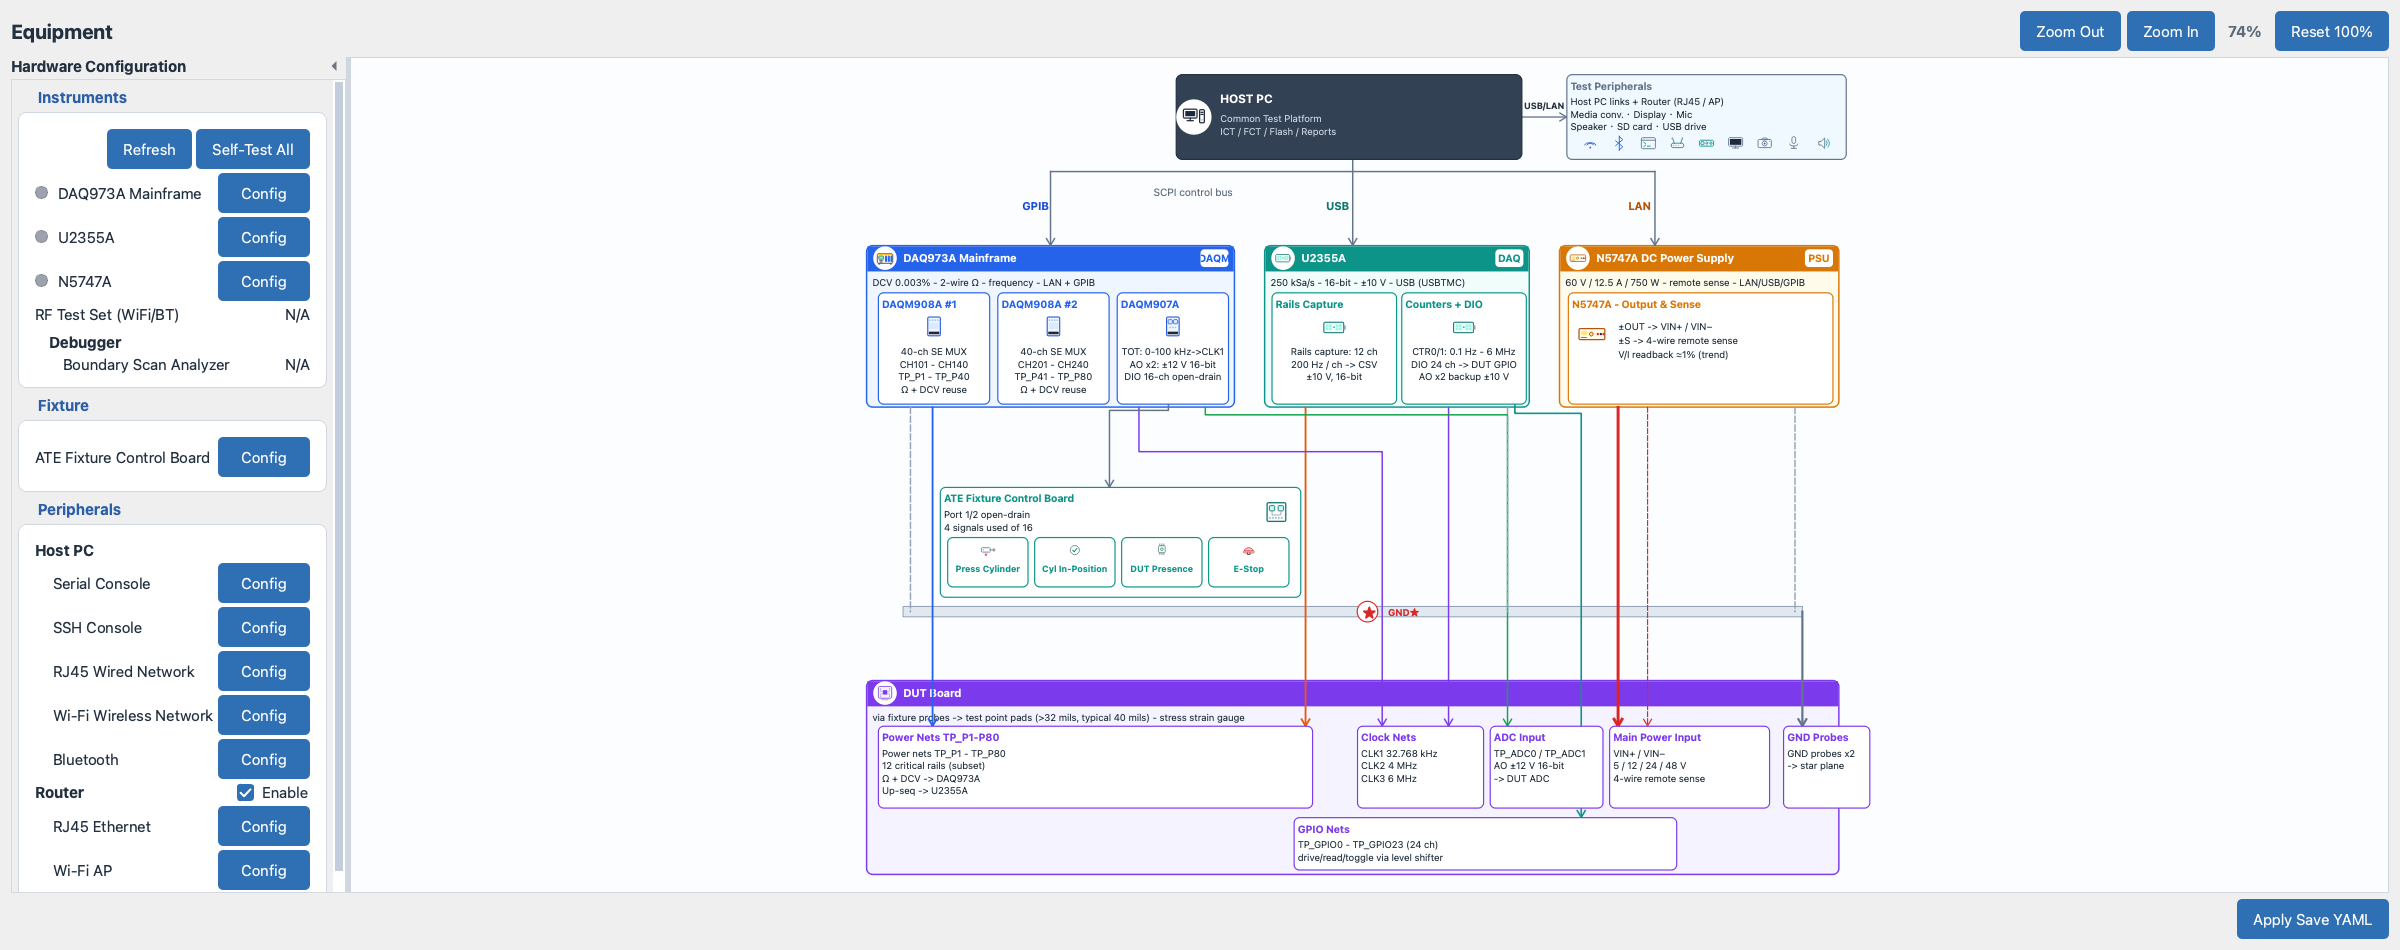 Equipment
Zoom Out
Zoom In
74%
Reset 100%
Hardware Configuration
Instruments
Refresh
Self-Test All
DAQ973A Mainframe
Config
U2355A
Config
N5747A
Config
RF Test Set (WiFi/BT)
N/A
Debugger
Boundary Scan Analyzer
N/A
Fixture
ATE Fixture Control Board
Config
Peripherals
Host PC
Serial Console
Config
SSH Console
Config
RJ45 Wired Network
Config
Wi-Fi Wireless Network
Config
Bluetooth
Config
Router
Enable
RJ45 Ethernet
Config
Wi-Fi AP
Config
HOST PC
Common Test Platform
ICT / FCT / Flash / Reports
USB/LAN
Test Peripherals
Host PC links + Router (RJ45 / AP)
Media conv. · Display · Mic
Speaker · SD card · USB drive
SCPI control bus
GPIB
USB
LAN
DAQ973A Mainframe
DAQM
DCV 0.003% - 2-wire Ω - frequency - LAN + GPIB
DAQM908A #1
40-ch SE MUX
CH101 - CH140
TP_P1 - TP_P40
Ω + DCV reuse
DAQM908A #2
40-ch SE MUX
CH201 - CH240
TP_P41 - TP_P80
Ω + DCV reuse
DAQM907A
TOT: 0-100 kHz->CLK1
AO x2: ±12 V 16-bit
DIO 16-ch open-drain
U2355A
DAQ
250 kSa/s - 16-bit - ±10 V - USB (USBTMC)
Rails Capture
Rails capture: 12 ch
200 Hz / ch -> CSV
±10 V, 16-bit
Counters + DIO
CTR0/1: 0.1 Hz - 6 MHz
DIO 24 ch -> DUT GPIO
AO x2 backup ±10 V
N5747A DC Power Supply
PSU
60 V / 12.5 A / 750 W - remote sense - LAN/USB/GPIB
N5747A - Output & Sense
±OUT -> VIN+ / VIN−
±S -> 4-wire remote sense
V/I readback ≈1% (trend)
ATE Fixture Control Board
Port 1/2 open-drain
4 signals used of 16
Press Cylinder
Cyl In-Position
DUT Presence
E-Stop
GND★
DUT Board
via fixture probes -> test point pads (>32 mils, typical 40 mils) - stress strain gauge
Power Nets TP_P1-P80
Power nets TP_P1 - TP_P80
12 critical rails (subset)
Ω + DCV -> DAQ973A
Up-seq -> U2355A
Clock Nets
CLK1 32.768 kHz
CLK2 4 MHz
CLK3 6 MHz
ADC Input
TP_ADC0 / TP_ADC1
AO ±12 V 16-bit
-> DUT ADC
Main Power Input
VIN+ / VIN−
5 / 12 / 24 / 48 V
4-wire remote sense
GND Probes
GND probes x2
-> star plane
GPIO Nets
TP_GPIO0 - TP_GPIO23 (24 ch)
drive/read/toggle via level shifter
Apply Save YAML